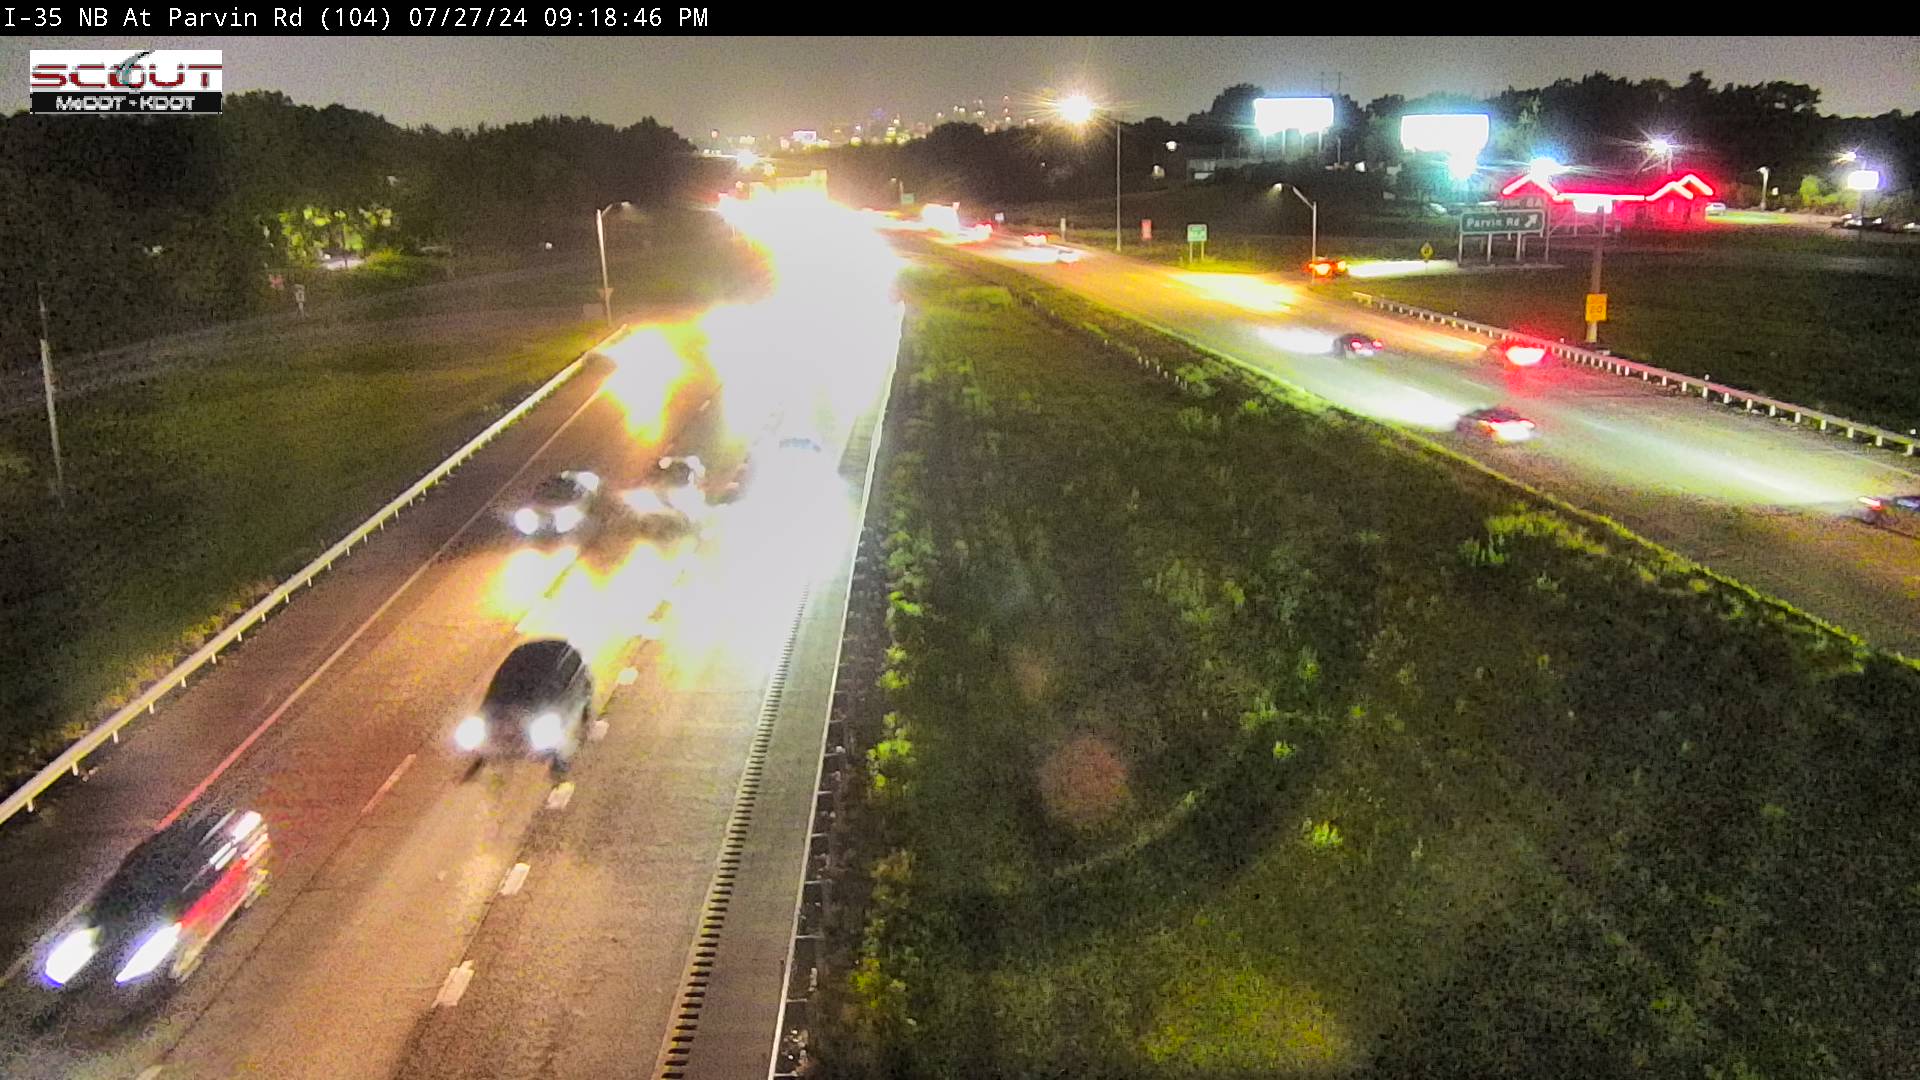 I-35 NB At Parvin Rd (104) 07/27/24 09:18:46 PM
SCOUT
MoDOT - KDOT
Parvin Rd